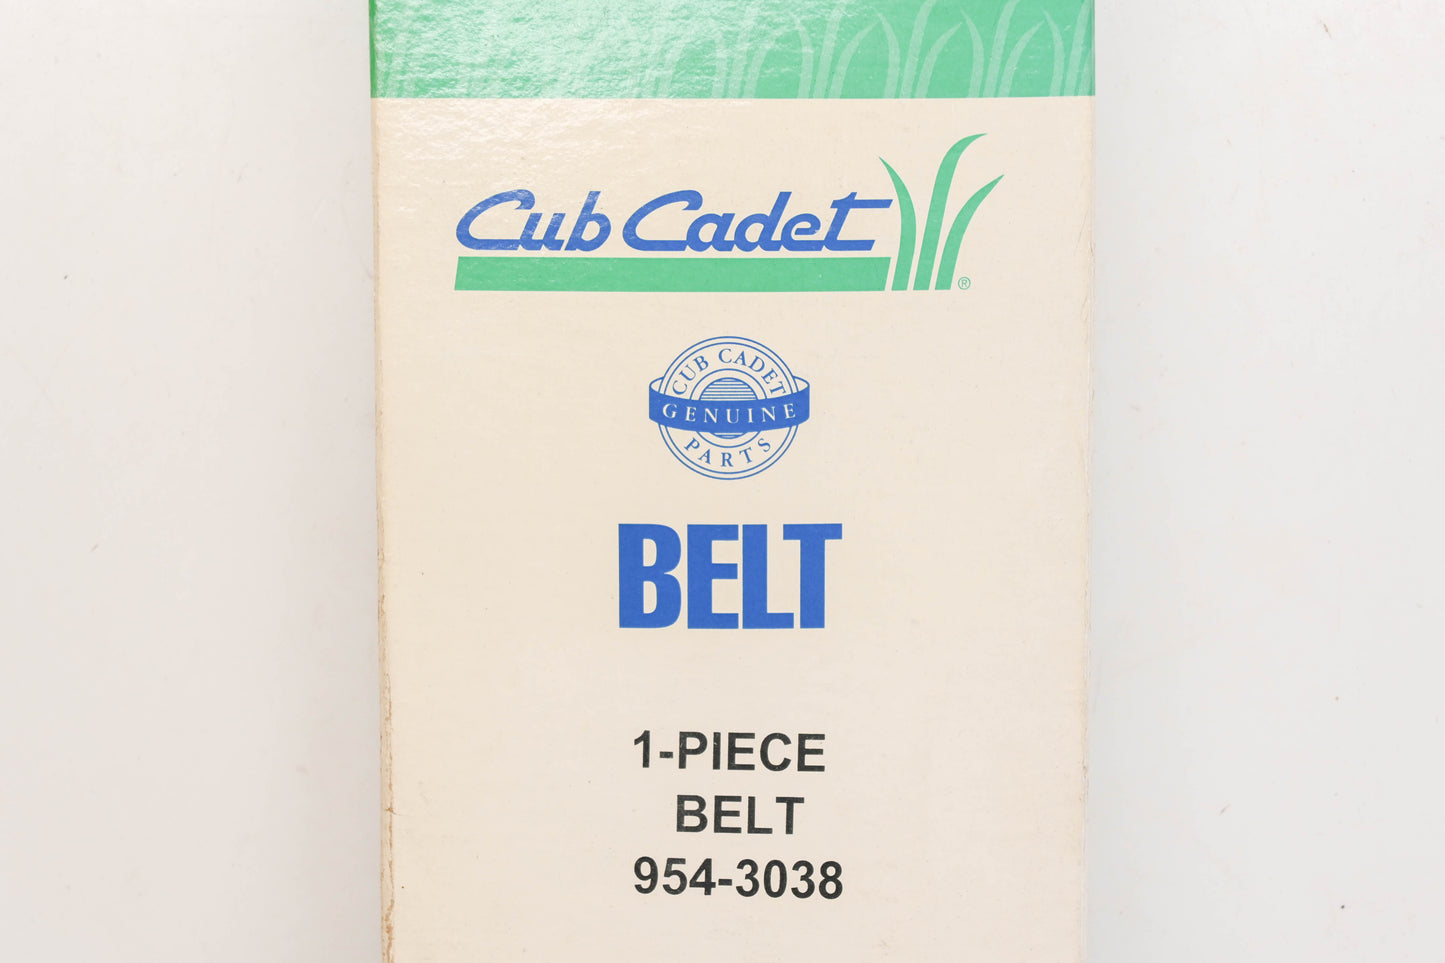 Cub Cadet
®
CUB CADET
GENUINE
PARTS
BELT
1-PIECE
BELT
954-3038